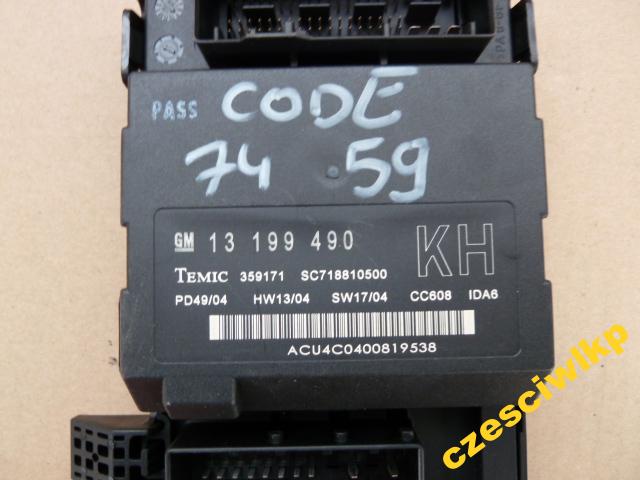 PASS CODE
74 59
GM 13 199 490 KH
TEMIC 359171 SC718810500
PD49/04 HW13/04 SW17/04 CC608 IDA6
ACU4C0400819538
czesciwlkp